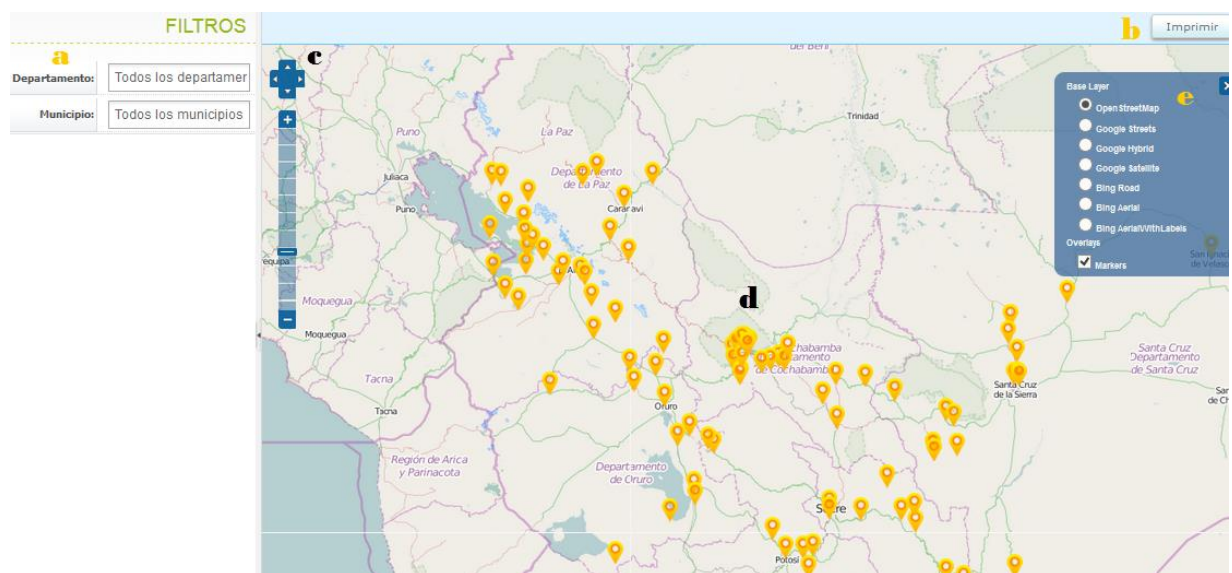 FILTROS
a
Departamento: Todos los departamer
Municipio: Todos los municipios
b
Imprimir
c
del Beni
Base Layer
e
OpenStreetMap
Google Streets
Google Hybrid
Google Satellite
Bing Road
Bing Aerial
Bing AerialWithLabels
Overlays
Markers
Trinidad
Puno
La Paz
Juliaca
Departamento
de La Paz
Puno
Caranavi
Moquegua
Moquegua
d
Cochabamba
de Cochabamba
Santa Cruz
Departamento
de Santa Cruz
Tacna
Tacna
Santa Cruz
de la Sierra
San
de Ch
Oruro
Región de Arica
y Parinacota
Departamento
de Oruro
Potosí